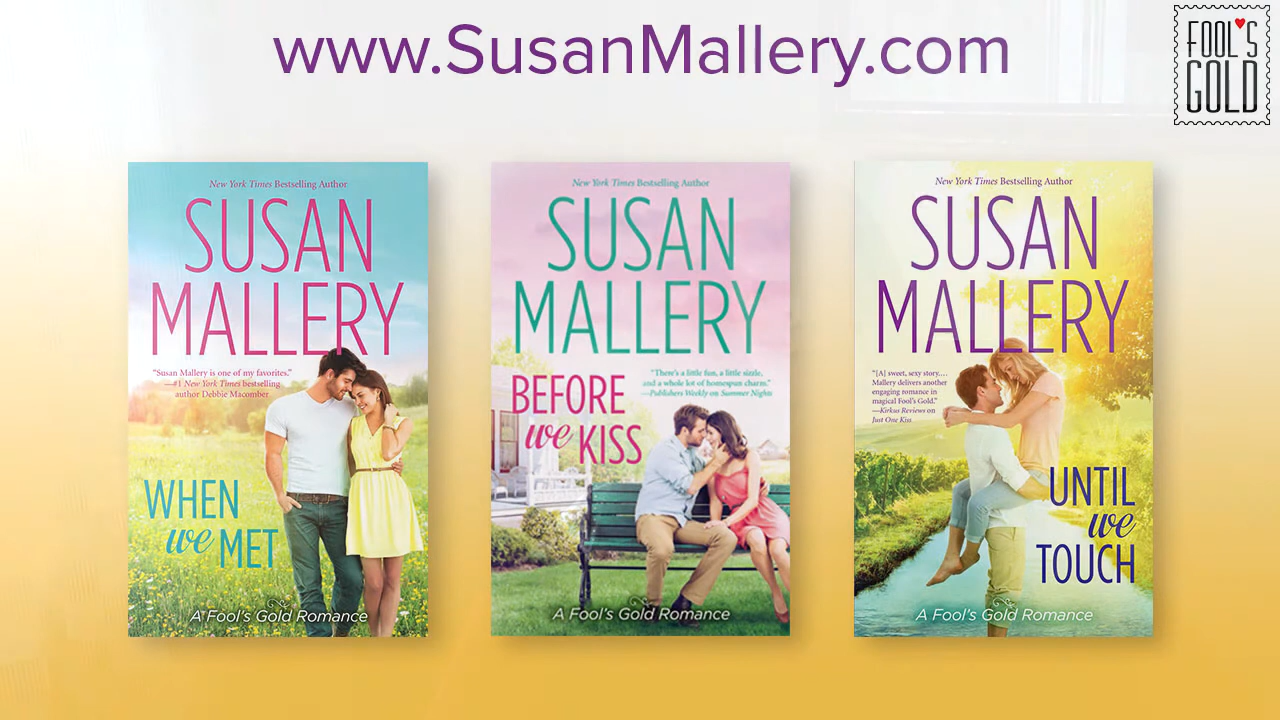 www.SusanMallery.com
FOOL'S
GOLD
New York Times Bestselling Author
SUSAN
MALLERY
"Susan Mallery is one of my favorites."
—#1 New York Times bestselling
author Debbie Macomber
WHEN
we MET
A Fool's Gold Romance
New York Times Bestselling Author
SUSAN
MALLERY
"There's a little fun, a little sizzle,
and a whole lot of homespun charm."
—Publishers Weekly on Summer Nights
BEFORE
we KISS
A Fool's Gold Romance
New York Times Bestselling Author
SUSAN
MALLERY
"[A] sweet, sexy story....
Mallery delivers another
engaging romance in
magical Fool's Gold."
—Kirkus Reviews on
Just One Kiss
UNTIL
we
TOUCH
A Fool's Gold Romance